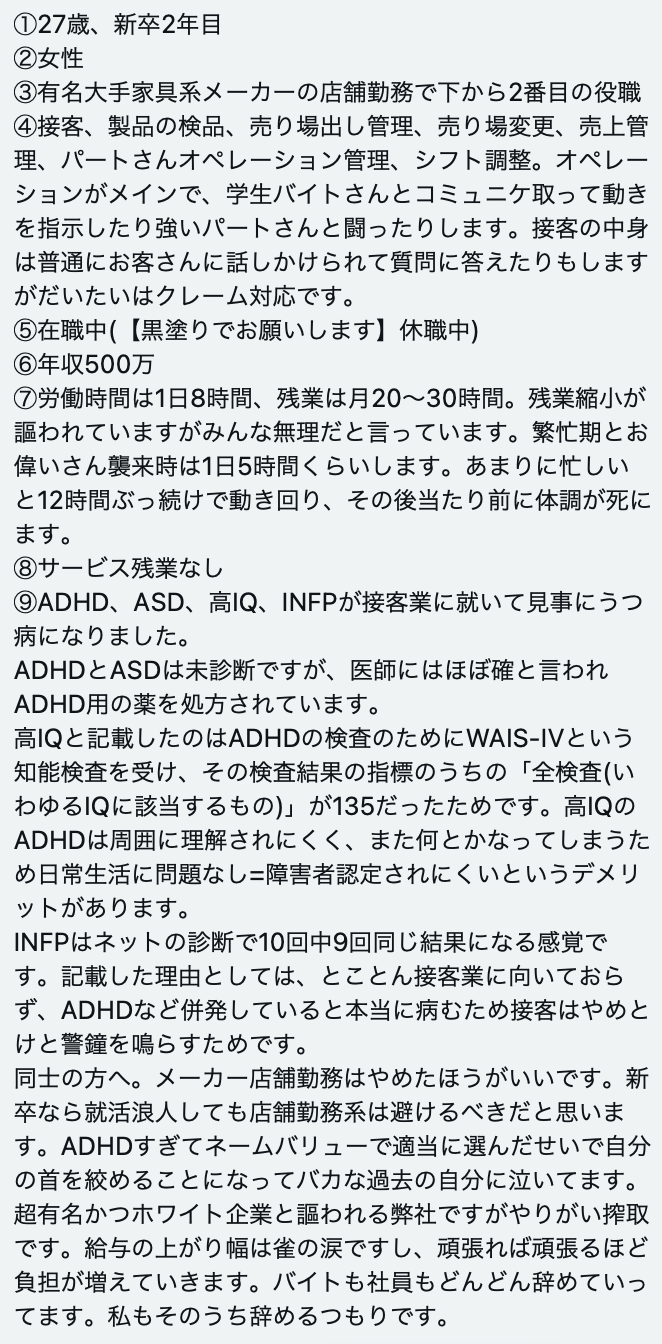 ①27歳、新卒2年目
②女性
③有名大手家具系メーカーの店舗勤務で下から2番目の役職
④接客、製品の検品、売り場出し管理、売り場変更、売上管
理、パートさんオペレーション管理、シフト調整。オペレー
ションがメインで、学生バイトさんとコミュニケ取って動き
を指示したり強いパートさんと闘ったりします。接客の中身
は普通にお客さんに話しかけられて質問に答えたりもします
がだいたいはクレーム対応です。
⑤在職中(【黒塗りでお願いします】休職中)
⑥年収500万
⑦労働時間は1日8時間、残業は月20〜30時間。残業縮小が
謳われていますがみんな無理だと言っています。繁忙期とお
偉いさん襲来時は1日5時間くらいします。あまりに忙しい
と12時間ぶっ続けで動き回り、その後当たり前に体調が死に
ます。
⑧サービス残業なし
⑨ADHD、ASD、高IQ、INFPが接客業に就いて見事にうつ
病になりました。
ADHDとASDは未診断ですが、医師にはほぼ確と言われ
ADHD用の薬を処方されています。
高IQと記載したのはADHDの検査のためにWAIS-IVという
知能検査を受け、その検査結果の指標のうちの「全検査(い
わゆるIQに該当するもの)」が135だったためです。高IQの
ADHDは周囲に理解されにくく、また何とかなってしまうた
め日常生活に問題なし=障害者認定されにくいというデメリ
ットがあります。
INFPはネットの診断で10回中9回同じ結果になる感覚で
す。記載した理由としては、とことん接客業に向いておら
ず、ADHDなど併発していると本当に病むため接客はやめと
けと警鐘を鳴らすためです。
同士の方へ。メーカー店舗勤務はやめたほうがいいです。新
卒なら就活浪人しても店舗勤務系は避けるべきだと思いま
す。ADHDすぎてネームバリューで適当に選んだせいで自分
の首を絞めることになってバカな過去の自分に泣いてます。
超有名かつホワイト企業と謳われる弊社ですがやりがい搾取
です。給与の上がり幅は雀の涙ですし、頑張れば頑張るほど
負担が増えていきます。バイトも社員もどんどん辞めていっ
てます。私もそのうち辞めるつもりです。